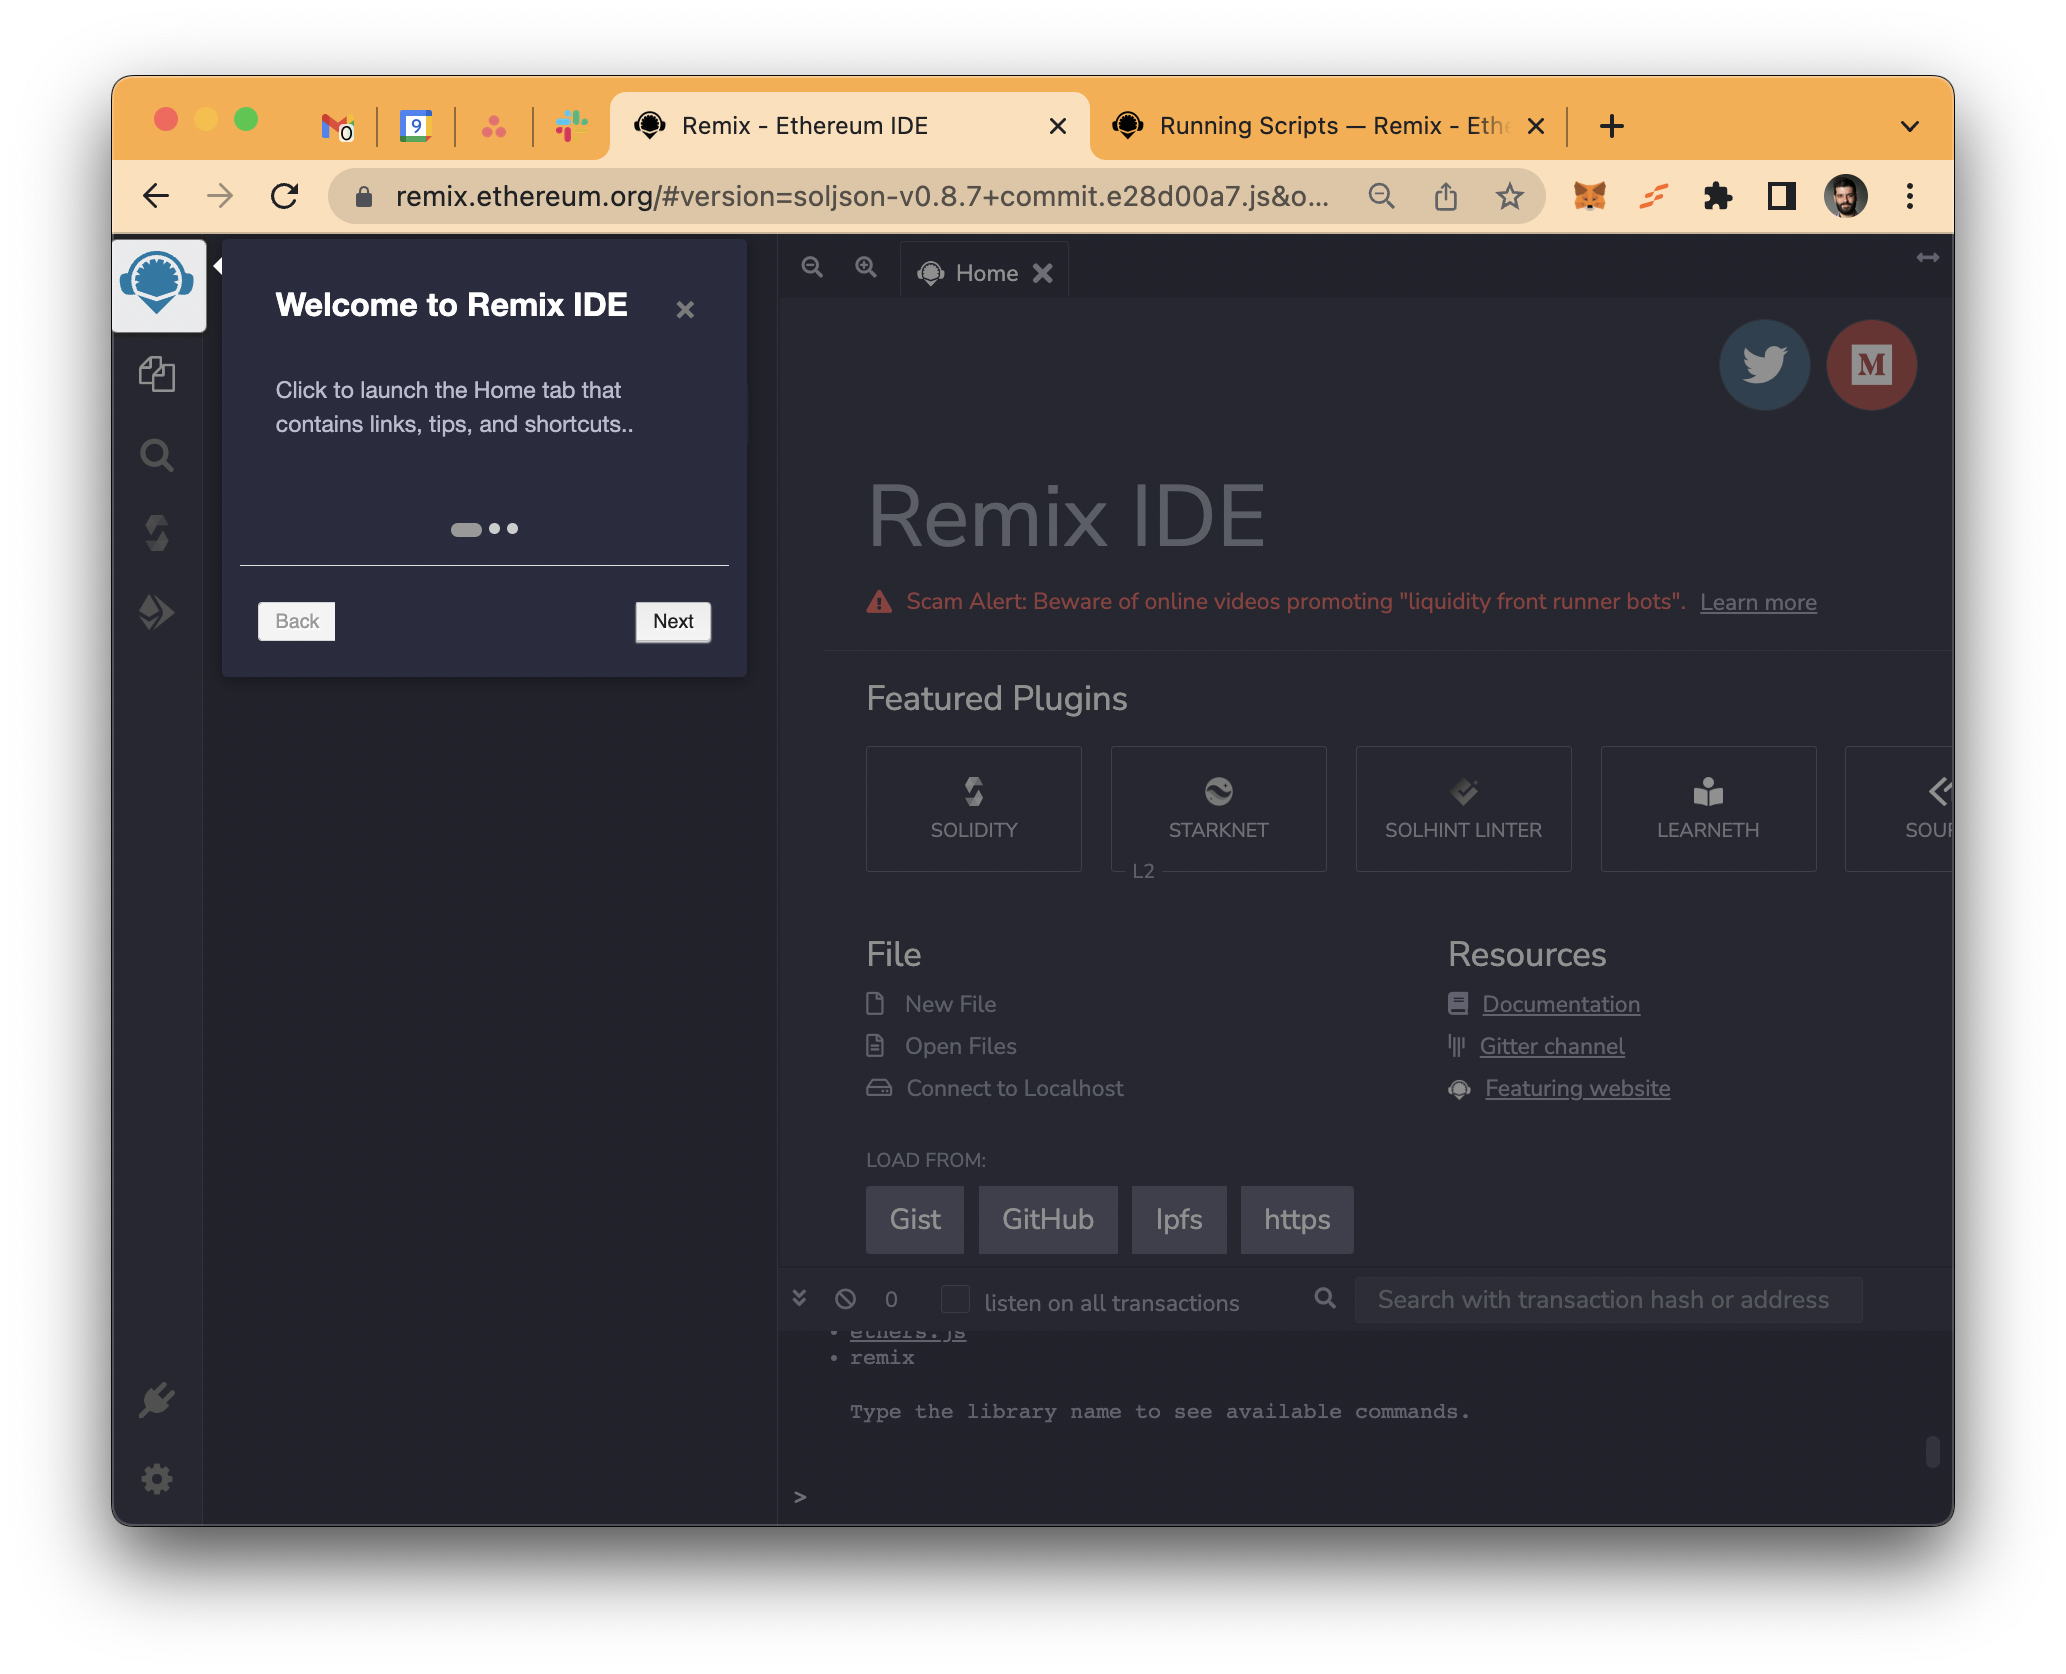 0
9
Remix - Ethereum IDE
Running Scripts — Remix - Ethe
remix.ethereum.org/#version=soljson-v0.8.7+commit.e28d00a7.js&o...
Welcome to Remix IDE
Click to launch the Home tab that
contains links, tips, and shortcuts..
Back
Next
Home
M
Remix IDE
Scam Alert: Beware of online videos promoting "liquidity front runner bots". Learn more
Featured Plugins
SOLIDITY
STARKNET
L2
SOLHINT LINTER
LEARNETH
SOUR
File
New File
Open Files
Connect to Localhost
Resources
Documentation
Gitter channel
Featuring website
LOAD FROM:
Gist
GitHub
Ipfs
https
0
listen on all transactions
Search with transaction hash or address
• ethers.js
• remix
Type the library name to see available commands.
>